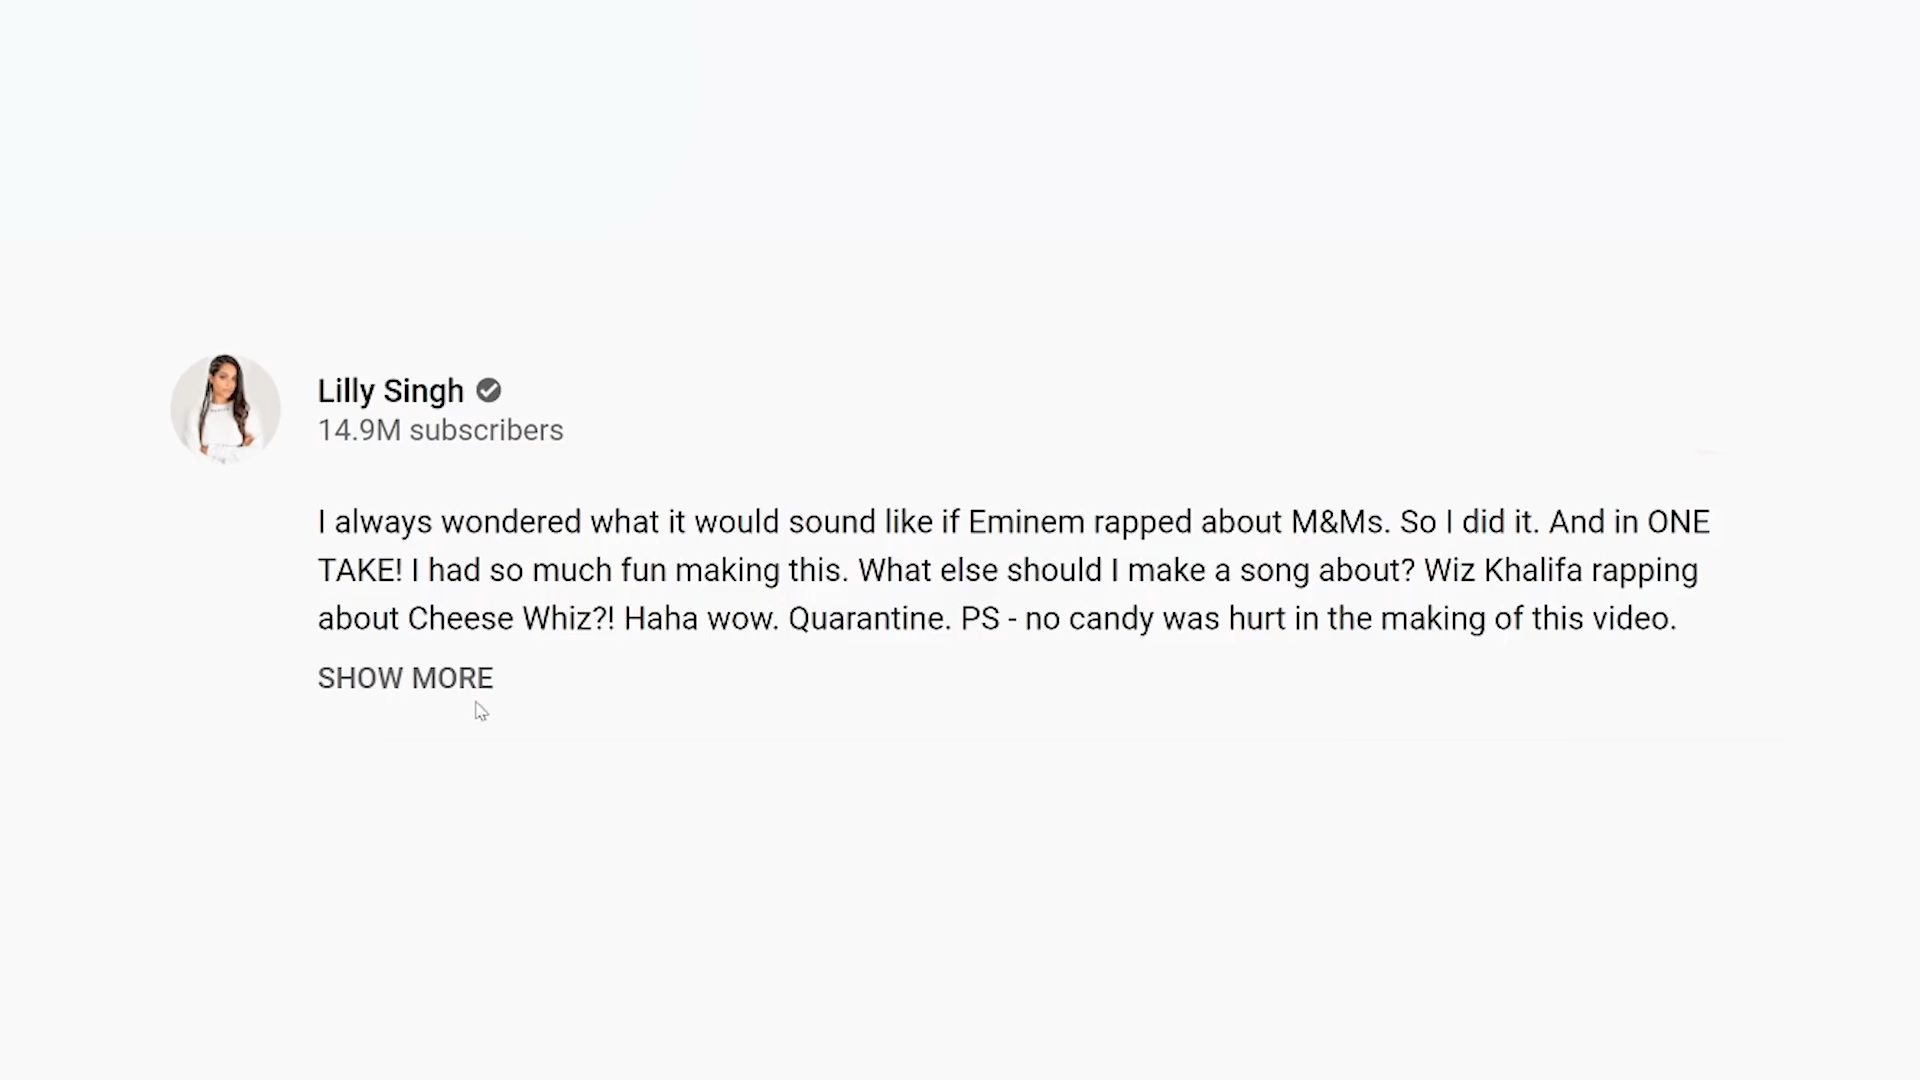 Lilly Singh
14.9M subscribers
I always wondered what it would sound like if Eminem rapped about M&Ms. So I did it. And in ONE
TAKE! I had so much fun making this. What else should I make a song about? Wiz Khalifa rapping
about Cheese Whiz?! Haha wow. Quarantine. PS - no candy was hurt in the making of this video.
SHOW MORE